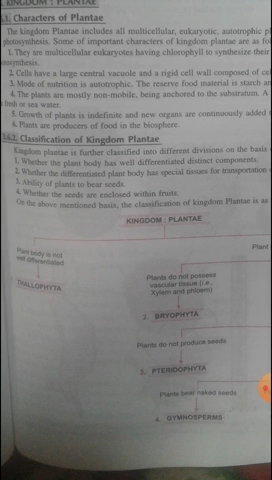 KINGDOM : PLANTAE
Characters of Plantae
The kingdom Plantae includes all multicellular, eukaryotic, autotrophic
photosynthesis. Some of important characters of kingdom plantae are as
1. They are multicellular eukaryotes having chlorophyll to synthesize their
2. Cells have a large central vacuole and a rigid cell wall composed of
3. Mode of nutrition is autotrophic. The reserve food material is starch
4. The plants are mostly non-mobile, being anchored to the substratum. A
fresh or sea water.
5. Growth of plants is indefinite and new organs are continuously added
6. Plants are producers of food in the biosphere.
Classification of Kingdom Plantae
Kingdom plantae is further classified into different divisions on the basis
1. Whether the plant body has well differentiated distinct components.
2. Whether the differentiated plant body has special tissues for transportation
3. Ability of plants to bear seeds.
4. Whether the seeds are enclosed within fruits.
On the above mentioned basis, the classification of kingdom Plantae is as
KINGDOM : PLANTAE
Plant body is not
well differentiated
Plant
THALLOPHYTA
Plants do not possess
vascular tissue (i.e.,
Xylem and phloem)
2. BRYOPHYTA
Plants do not produce seeds
3. PTERIDOPHYTA
Plants bear naked seeds
4. GYMNOSPERMS